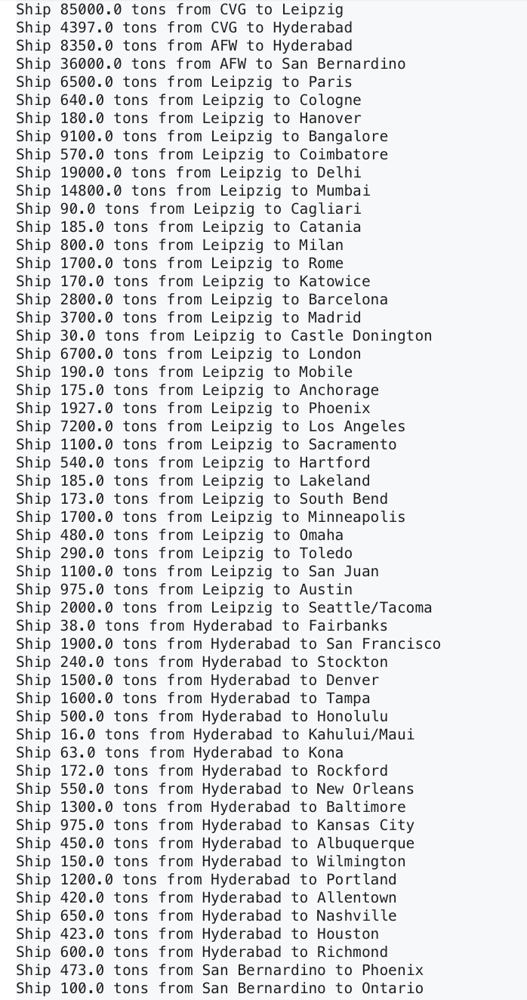 Ship 85000.0 tons from CVG to Leipzig
Ship 4397.0 tons from CVG to Hyderabad
Ship 8350.0 tons from AFW to Hyderabad
Ship 36000.0 tons from AFW to San Bernardino
Ship 6500.0 tons from Leipzig to Paris
Ship 640.0 tons from Leipzig to Cologne
Ship 180.0 tons from Leipzig to Hanover
Ship 9100.0 tons from Leipzig to Bangalore
Ship 570.0 tons from Leipzig to Coimbatore
Ship 19000.0 tons from Leipzig to Delhi
Ship 14800.0 tons from Leipzig to Mumbai
Ship 90.0 tons from Leipzig to Cagliari
Ship 185.0 tons from Leipzig to Catania
Ship 800.0 tons from Leipzig to Milan
Ship 1700.0 tons from Leipzig to Rome
Ship 170.0 tons from Leipzig to Katowice
Ship 2800.0 tons from Leipzig to Barcelona
Ship 3700.0 tons from Leipzig to Madrid
Ship 30.0 tons from Leipzig to Castle Donington
Ship 6700.0 tons from Leipzig to London
Ship 190.0 tons from Leipzig to Mobile
Ship 175.0 tons from Leipzig to Anchorage
Ship 1927.0 tons from Leipzig to Phoenix
Ship 7200.0 tons from Leipzig to Los Angeles
Ship 1100.0 tons from Leipzig to Sacramento
Ship 540.0 tons from Leipzig to Hartford
Ship 185.0 tons from Leipzig to Lakeland
Ship 173.0 tons from Leipzig to South Bend
Ship 1700.0 tons from Leipzig to Minneapolis
Ship 480.0 tons from Leipzig to Omaha
Ship 290.0 tons from Leipzig to Toledo
Ship 1100.0 tons from Leipzig to San Juan
Ship 975.0 tons from Leipzig to Austin
Ship 2000.0 tons from Leipzig to Seattle/Tacoma
Ship 38.0 tons from Hyderabad to Fairbanks
Ship 1900.0 tons from Hyderabad to San Francisco
Ship 240.0 tons from Hyderabad to Stockton
Ship 1500.0 tons from Hyderabad to Denver
Ship 1600.0 tons from Hyderabad to Tampa
Ship 500.0 tons from Hyderabad to Honolulu
Ship 16.0 tons from Hyderabad to Kahului/Maui
Ship 63.0 tons from Hyderabad to Kona
Ship 172.0 tons from Hyderabad to Rockford
Ship 550.0 tons from Hyderabad to New Orleans
Ship 1300.0 tons from Hyderabad to Baltimore
Ship 975.0 tons from Hyderabad to Kansas City
Ship 450.0 tons from Hyderabad to Albuquerque
Ship 150.0 tons from Hyderabad to Wilmington
Ship 1200.0 tons from Hyderabad to Portland
Ship 420.0 tons from Hyderabad to Allentown
Ship 650.0 tons from Hyderabad to Nashville
Ship 423.0 tons from Hyderabad to Houston
Ship 600.0 tons from Hyderabad to Richmond
Ship 473.0 tons from San Bernardino to Phoenix
Ship 100.0 tons from San Bernardino to Ontario